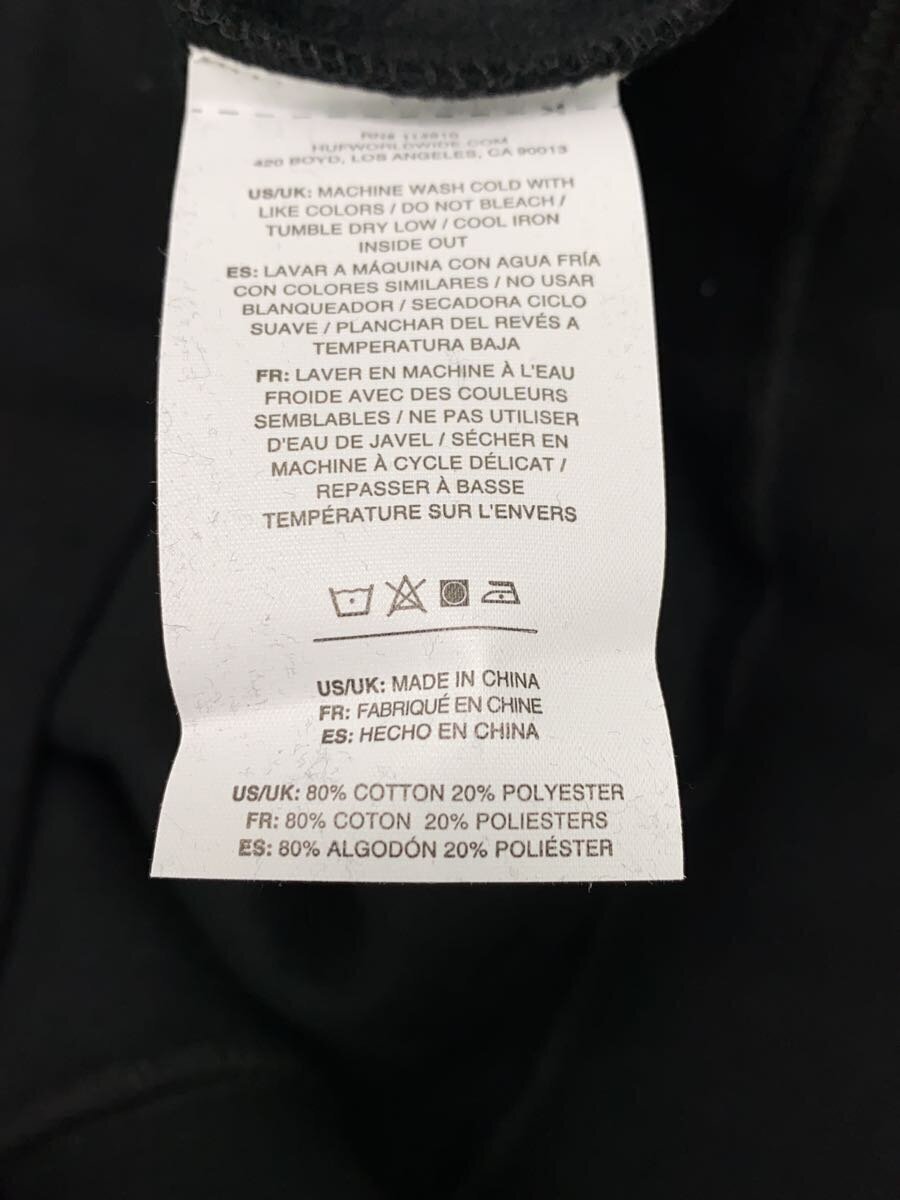 HUFWORLDWIDE.COM
420 BOYD, LOS ANGELES, CA 90013
US/UK: MACHINE WASH COLD WITH
LIKE COLORS / DO NOT BLEACH /
TUMBLE DRY LOW / COOL IRON
INSIDE OUT
ES: LAVAR A MÁQUINA CON AGUA FRÍA
CON COLORES SIMILARES / NO USAR
BLANQUEADOR / SECADORA CICLO
SUAVE / PLANCHAR DEL REVÉS A
TEMPERATURA BAJA
FR: LAVER EN MACHINE À L'EAU
FROIDE AVEC DES COULEURS
SEMBLABLES / NE PAS UTILISER
D'EAU DE JAVEL / SÉCHER EN
MACHINE À CYCLE DÉLICAT /
REPASSER À BASSE
TEMPÉRATURE SUR L'ENVERS
US/UK: MADE IN CHINA
FR: FABRIQUÉ EN CHINE
ES: HECHO EN CHINA
US/UK: 80% COTTON 20% POLYESTER
FR: 80% COTON 20% POLIESTERS
ES: 80% ALGODÓN 20% POLIÉSTER